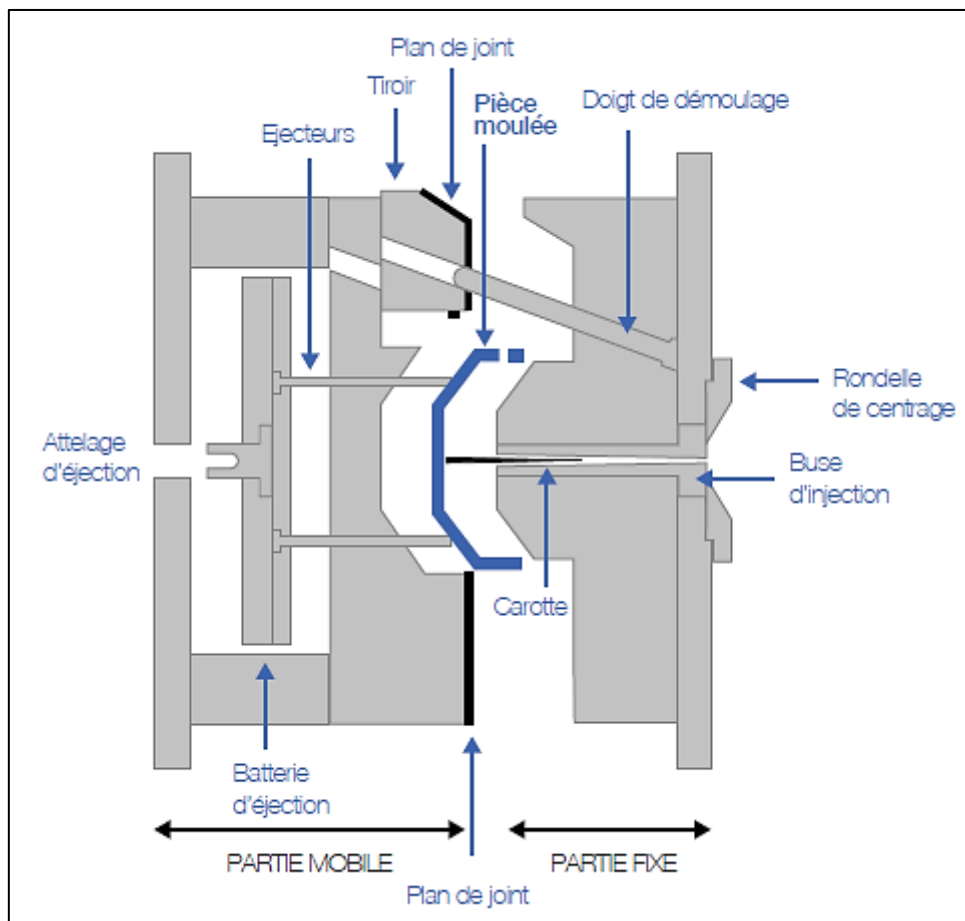 Plan de joint
Tiroir
Pièce
moulée
Doigt de démoulage
Ejecteurs
Rondelle
de centrage
Attelage
d'éjection
Buse
d'injection
Carotte
Batterie
d'éjection
PARTIE MOBILE
PARTIE FIXE
Plan de joint